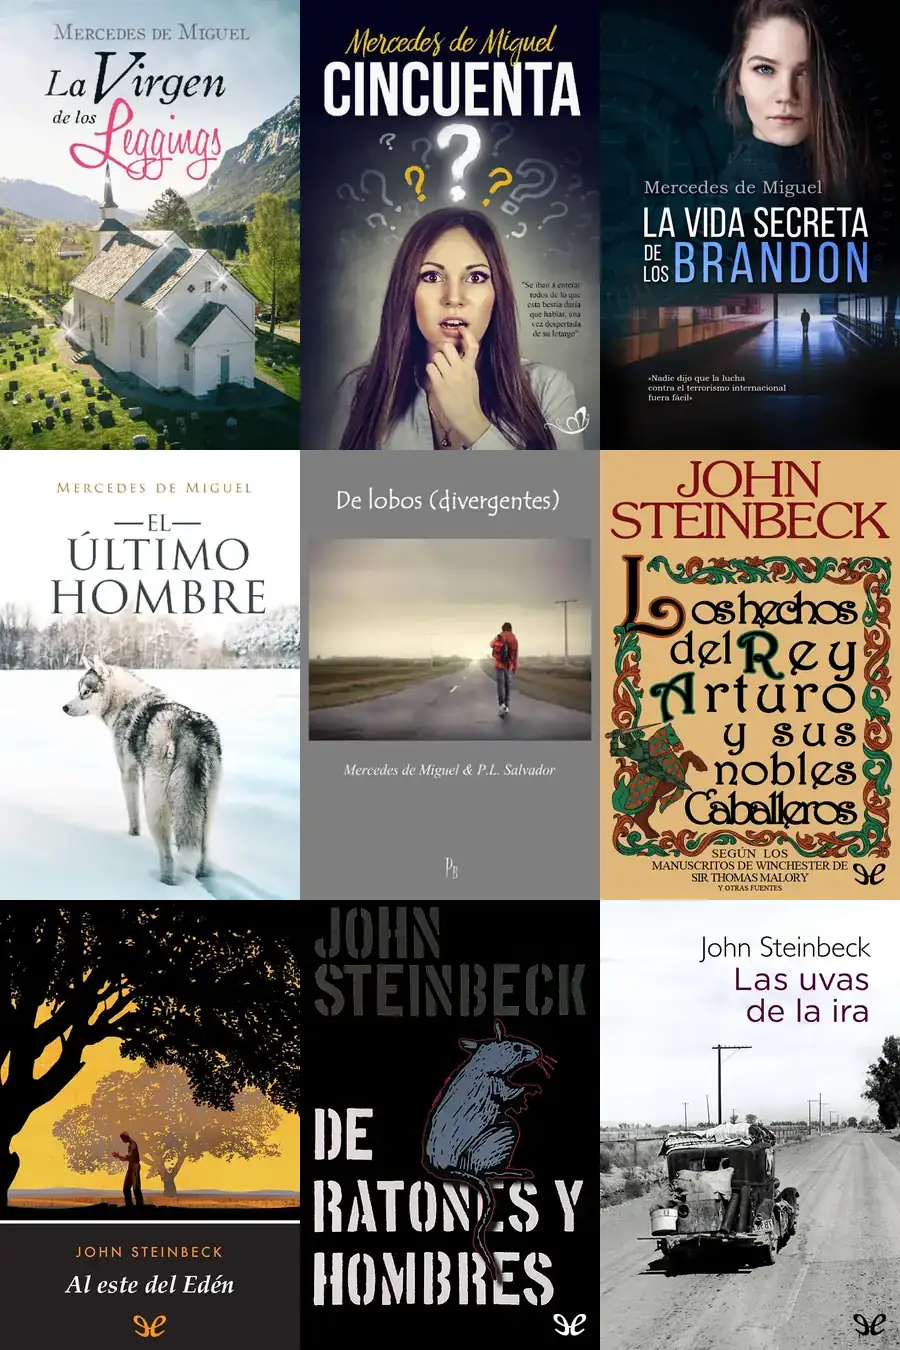 MERCEDES DE MIGUEL
La Virgen
de los
Leggings
Mercedes de Miguel
CINCUENTA
"Se iban a enterar
todos de lo que
esta bestia daría
que hablar, una
vez despertada
de su letargo".
Mercedes de Miguel
LA VIDA SECRETA
DE
LOS
BRANDON
«Nadie dijo que la lucha
contra el terrorismo internacional
fuera fácil»
MERCEDES DE MIGUEL
EL
ÚLTIMO
HOMBRE
De lobos (divergentes)
Mercedes de Miguel & P.L. Salvador
PB
JOHN
STEINBECK
Los hechos
del Rey
Arturo
y sus
nobles
Caballeros
SEGÚN LOS
MANUSCRITOS DE WINCHESTER DE
SIR THOMAS MALORY
Y OTRAS FUENTES
JOHN STEINBECK
Al este del Edén
JOHN
STEINBECK
DE
RATONES Y
HOMBRES
John Steinbeck
Las uvas
de la ira